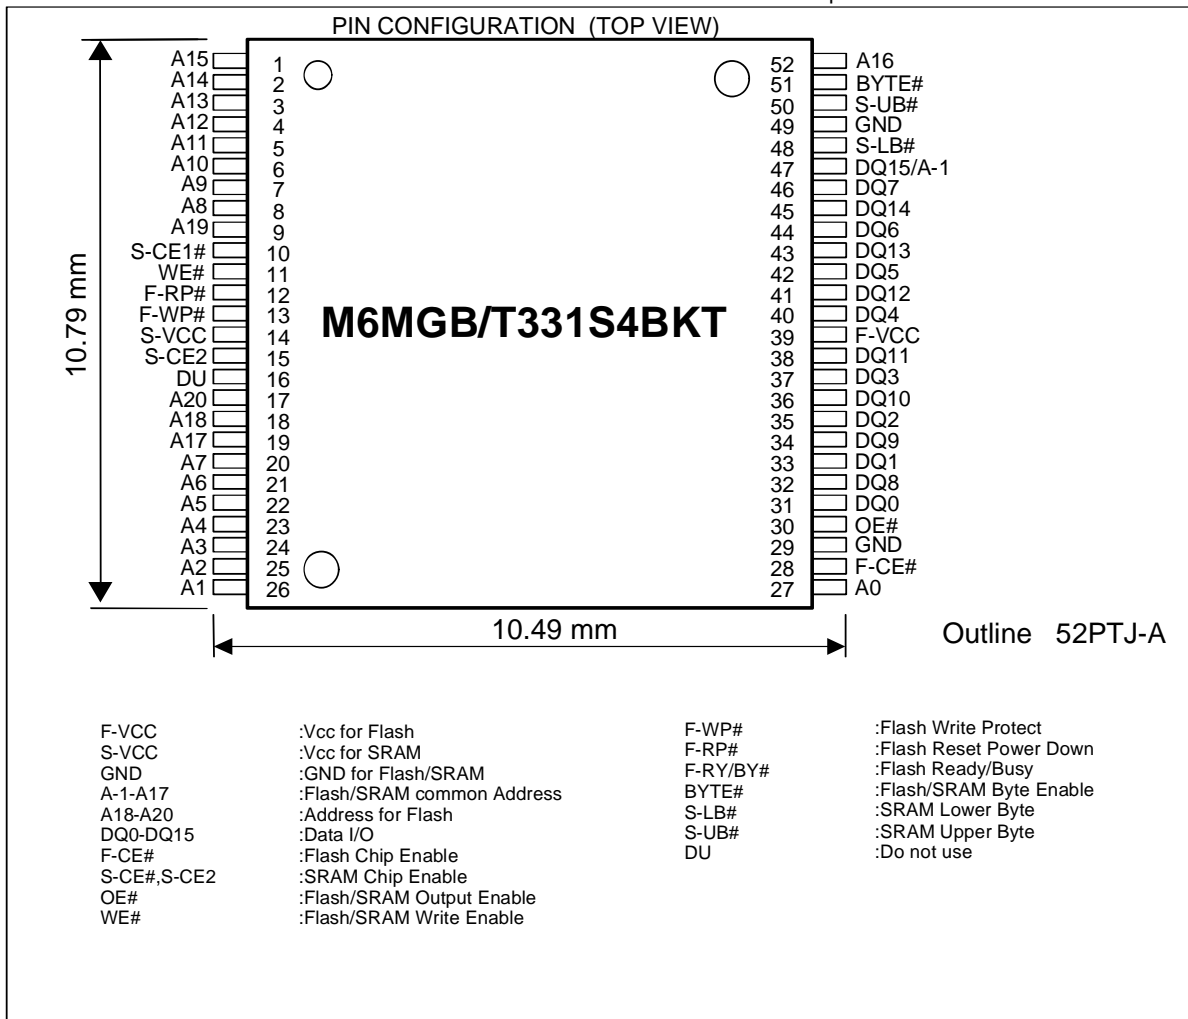 PIN CONFIGURATION (TOP VIEW)
A15 1 52 A16
A14 2 51 BYTE#
A13 3 50 S-UB#
A12 4 49 GND
A11 5 48 S-LB#
A10 6 47 DQ15/A-1
A9 7 46 DQ7
A8 8 45 DQ14
A19 9 44 DQ6
S-CE1# 10 43 DQ13
WE# 11 42 DQ5
F-RP# 12 41 DQ12
F-WP# 13 40 DQ4
S-VCC 14 39 F-VCC
S-CE2 15 38 DQ11
DU 16 37 DQ3
A20 17 36 DQ10
A18 18 35 DQ2
A17 19 34 DQ9
A7 20 33 DQ1
A6 21 32 DQ8
A5 22 31 DQ0
A4 23 30 OE#
A3 24 29 GND
A2 25 28 F-CE#
A1 26 27 A0
M6MGB/T331S4BKT
10.79 mm
10.49 mm
Outline 52PTJ-A
F-VCC :Vcc for Flash
S-VCC :Vcc for SRAM
GND :GND for Flash/SRAM
A-1-A17 :Flash/SRAM common Address
A18-A20 :Address for Flash
DQ0-DQ15 :Data I/O
F-CE# :Flash Chip Enable
S-CE#,S-CE2 :SRAM Chip Enable
OE# :Flash/SRAM Output Enable
WE# :Flash/SRAM Write Enable
F-WP# :Flash Write Protect
F-RP# :Flash Reset Power Down
F-RY/BY# :Flash Ready/Busy
BYTE# :Flash/SRAM Byte Enable
S-LB# :SRAM Lower Byte
S-UB# :SRAM Upper Byte
DU :Do not use